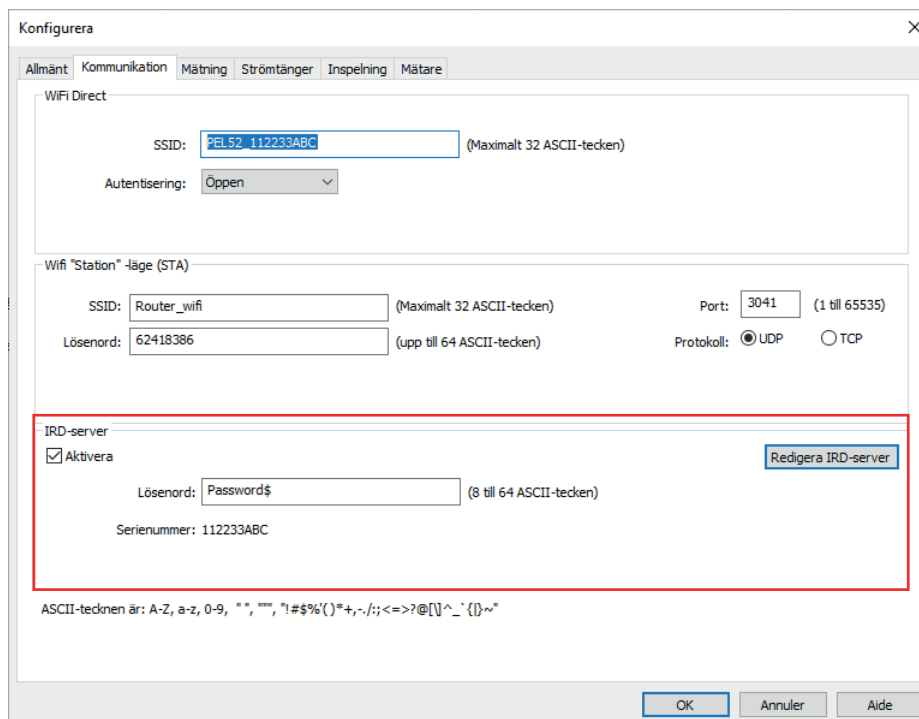 Konfigurera
Allmänt Kommunikation Mätning Strömtänger Inspelning Mätare
WiFi Direct
SSID: PEL52_112233ABC (Maximalt 32 ASCII-tecken)
Autentisering: Öppen
Wifi "Station" -läge (STA)
SSID: Router_wifi (Maximalt 32 ASCII-tecken) Port: 3041 (1 till 65535)
Lösenord: 62418386 (upp till 64 ASCII-tecken) Protokoll: UDP TCP
IRD-server
Aktivera Redigera IRD-server
Lösenord: Password$ (8 till 64 ASCII-tecken)
Serienummer: 112233ABC
ASCII-tecknen är: A-Z, a-z, 0-9, " ", """, "!#$%'()*+,-./:;<=>?@[\]^_`{|}~"
OK Annuler Aide